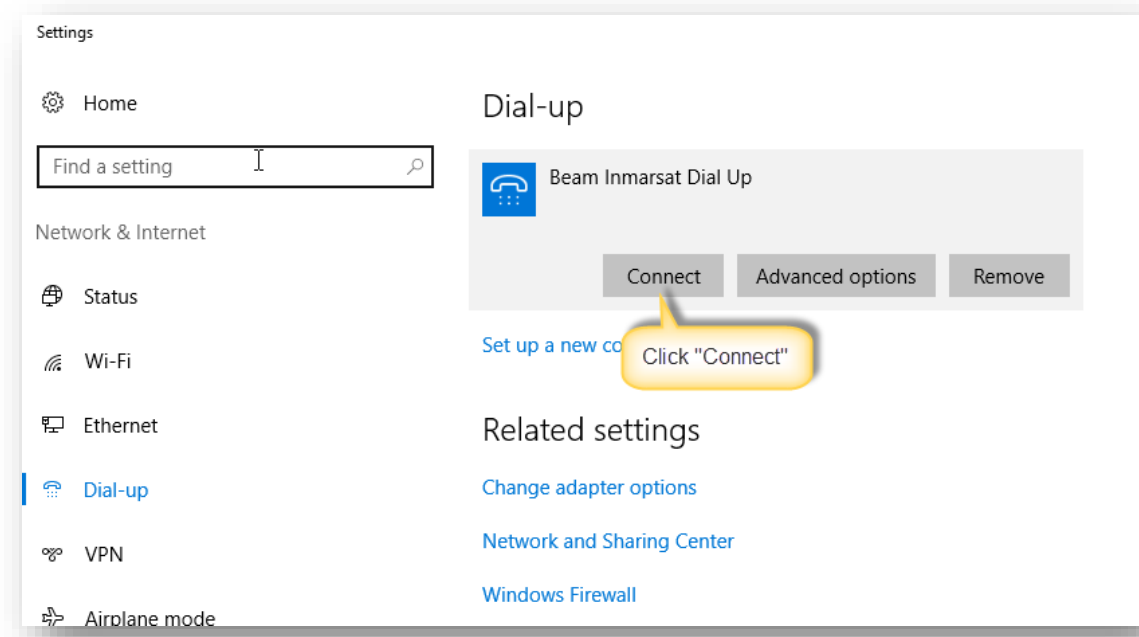 Settings
Home
Find a setting
Network & Internet
Status
Wi-Fi
Ethernet
Dial-up
VPN
Airplane mode
Dial-up
Beam Inmarsat Dial Up
Connect
Advanced options
Remove
Set up a new
Click "Connect"
Related settings
Change adapter options
Network and Sharing Center
Windows Firewall